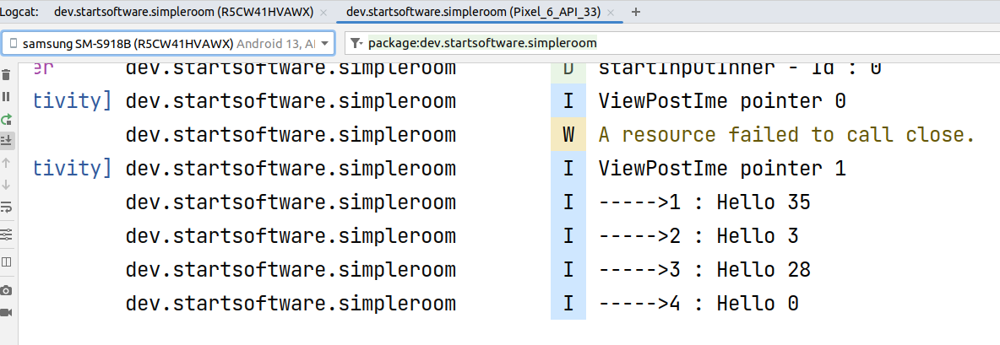 Logcat: dev.startsoftware.simpleroom (R5CW41HVAWX) × dev.startsoftware.simpleroom (Pixel_6_API_33) × +
samsung SM-S918B (R5CW41HVAWX) Android 13, A package:dev.startsoftware.simpleroom
er dev.startsoftware.simpleroom D startInputInner - Id : 0
tivity] dev.startsoftware.simpleroom I ViewPostIme pointer 0
dev.startsoftware.simpleroom W A resource failed to call close.
tivity] dev.startsoftware.simpleroom I ViewPostIme pointer 1
dev.startsoftware.simpleroom I ----->1 : Hello 35
dev.startsoftware.simpleroom I ----->2 : Hello 3
dev.startsoftware.simpleroom I ----->3 : Hello 28
dev.startsoftware.simpleroom I ----->4 : Hello 0